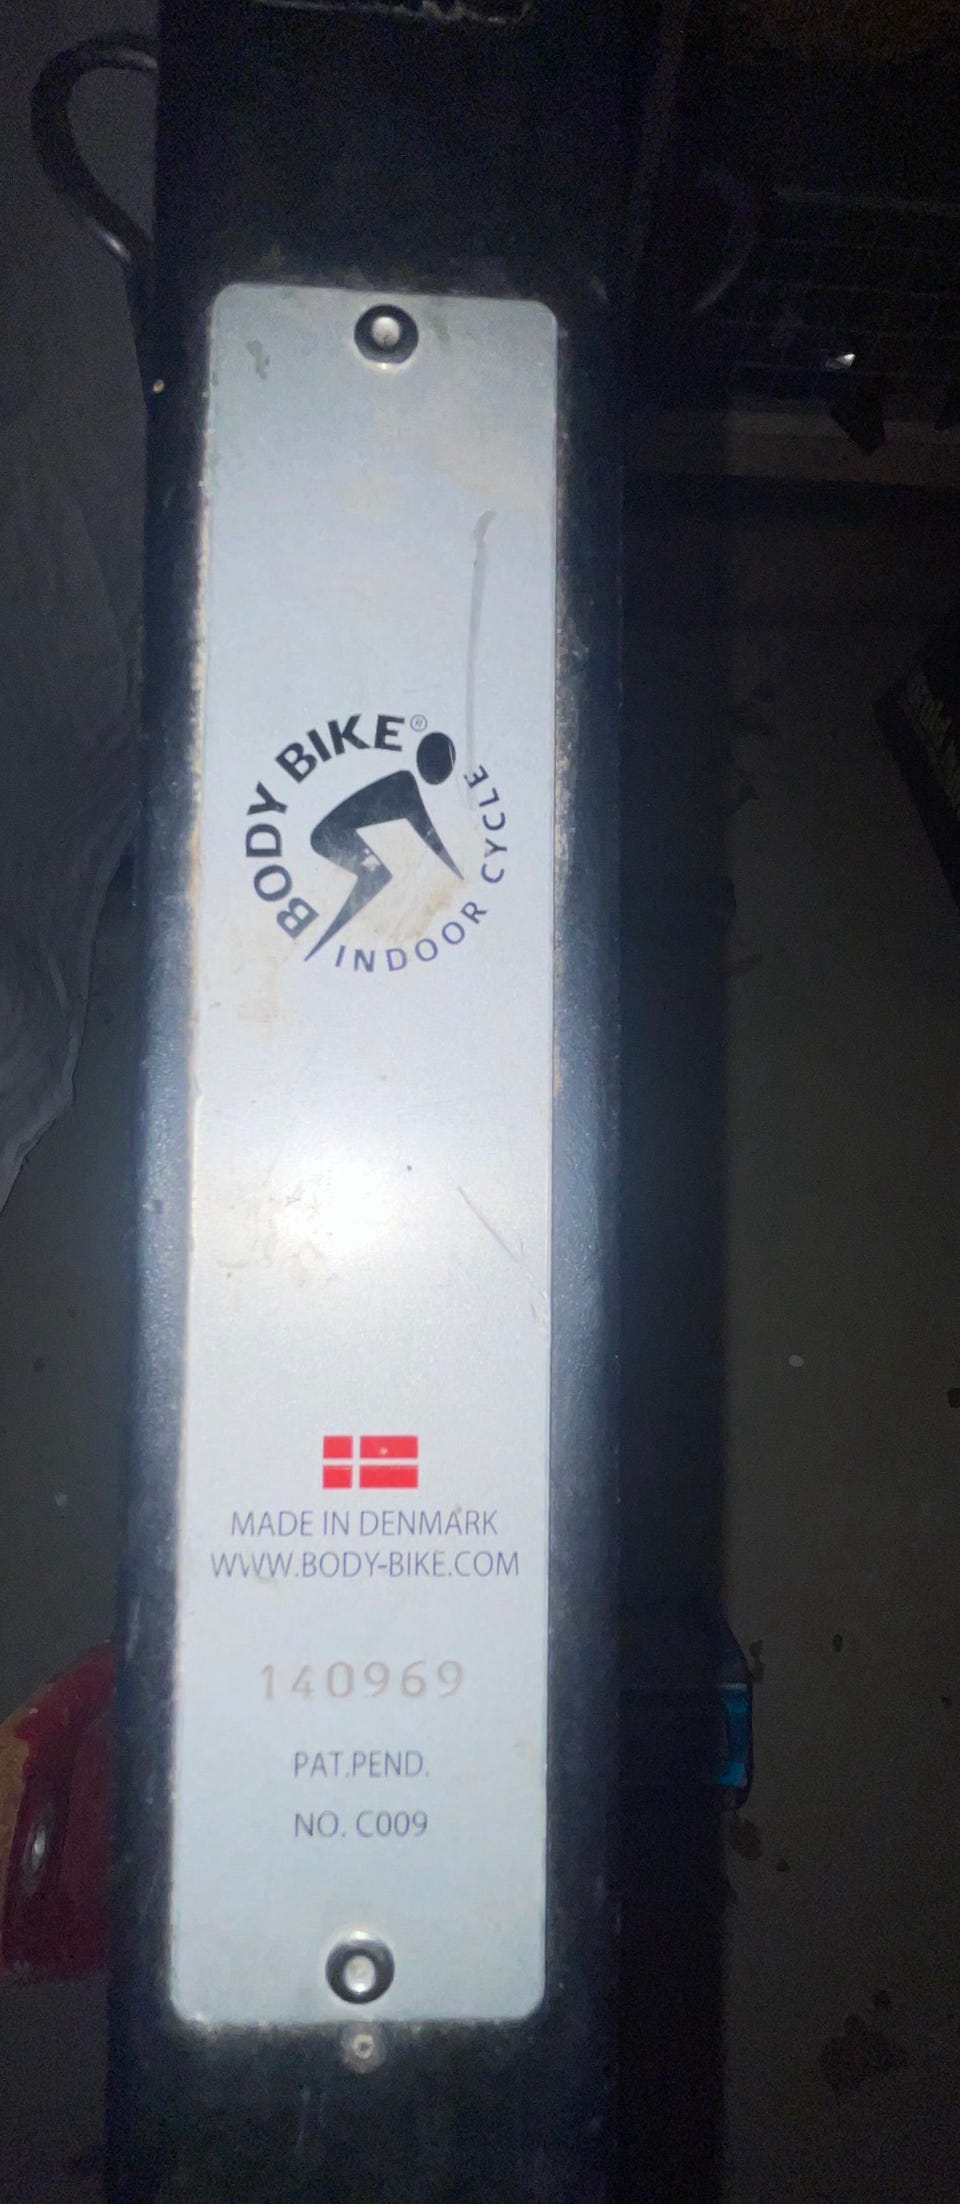 BODY BIKE®
INDOOR CYCLE
MADE IN DENMARK
WWW.BODY-BIKE.COM
140969
PAT.PEND.
NO. C009